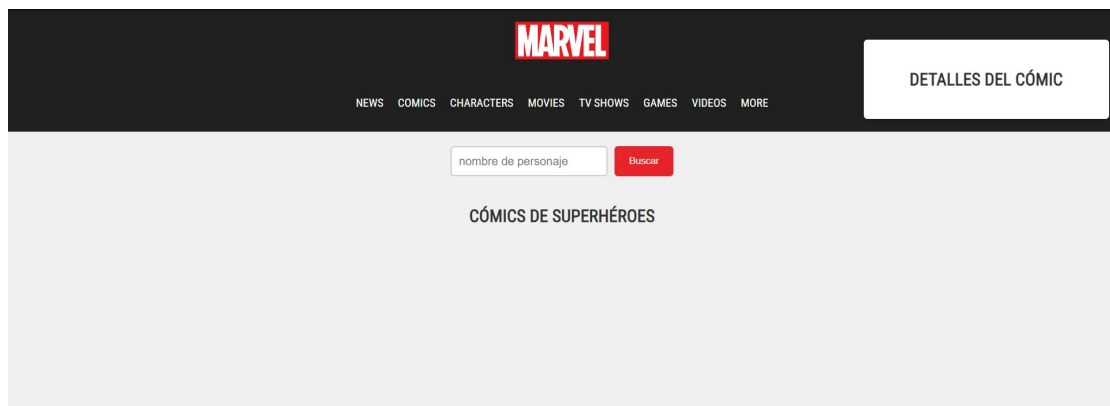 MARVEL
DETALLES DEL CÓMIC
NEWS COMICS CHARACTERS MOVIES TV SHOWS GAMES VIDEOS MORE
nombre de personaje Buscar
CÓMICS DE SUPERHÉROES